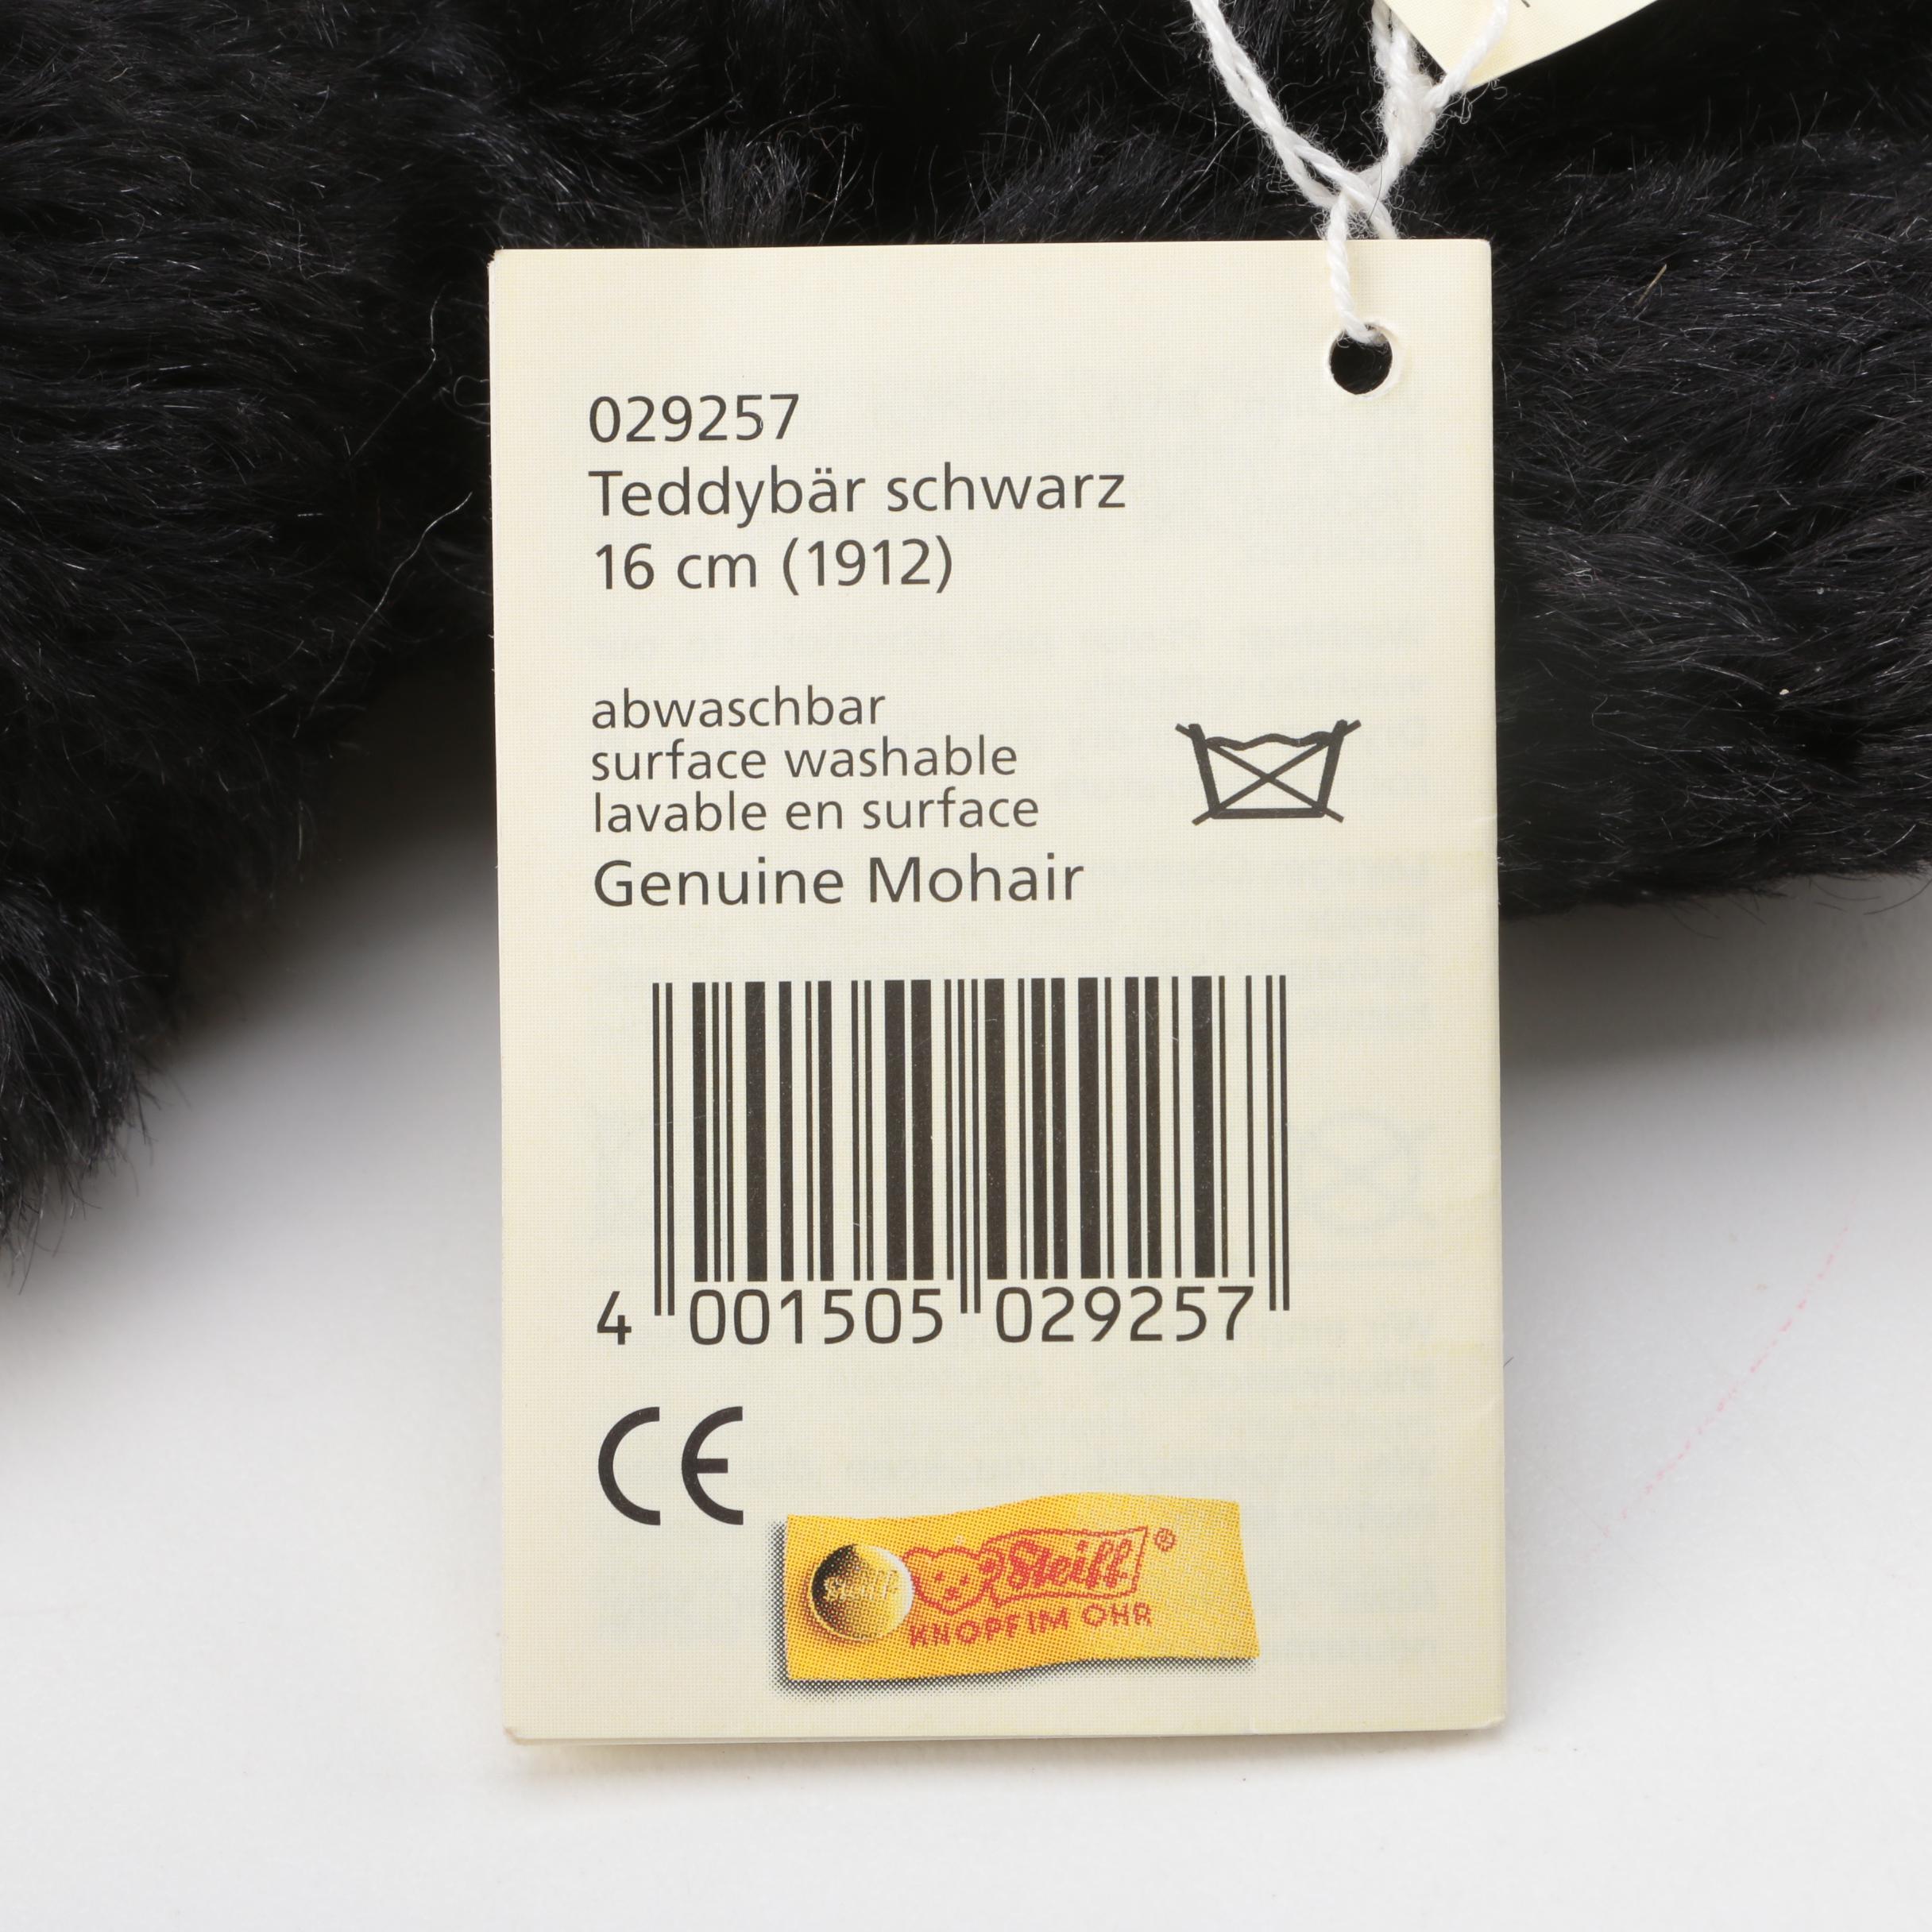 029257
Teddybär schwarz
16 cm (1912)
abwaschbar
surface washable
lavable en surface
Genuine Mohair
4 001505 029257
CE
Steiff
Steiff ®
KNOPF IM OHR